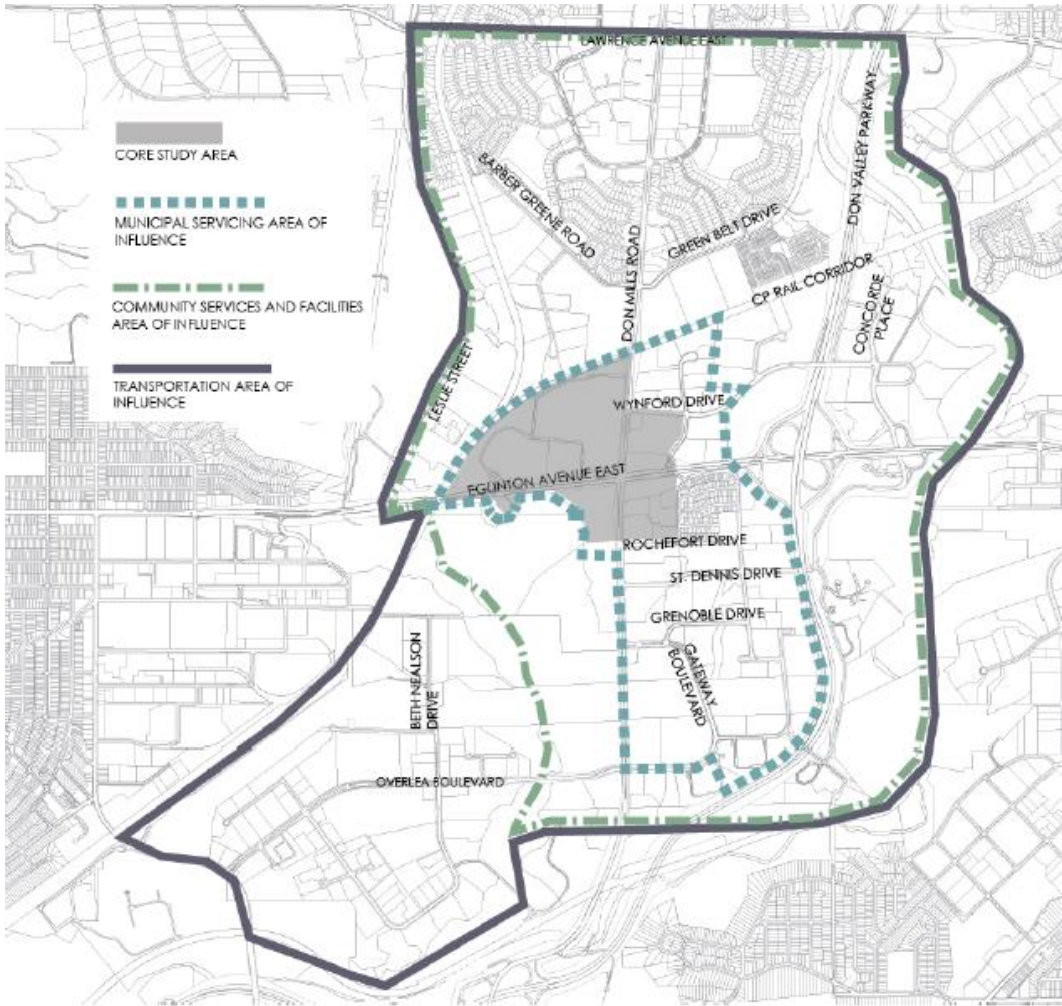 LAWRENCE AVENUE EAST
CORE STUDY AREA
DON VALLEY PARKWAY
BARBER GREENE ROAD
MUNICIPAL SERVICING AREA OF
INFLUENCE
GREEN BELT DRIVE
DON MILLS ROAD
CP RAIL CORRIDOR
COMMUNITY SERVICES AND FACILITIES
AREA OF INFLUENCE
CONCORDE
PLACE
LESLIE STREET
TRANSPORTATION AREA OF
INFLUENCE
WYNFORD DRIVE
EGLINTON AVENUE EAST
ROCHEFORT DRIVE
ST. DENNIS DRIVE
GRENOBLE DRIVE
GATEWAY
BOULEVARD
BETH NEALSON
DRIVE
OVERLEA BOULEVARD